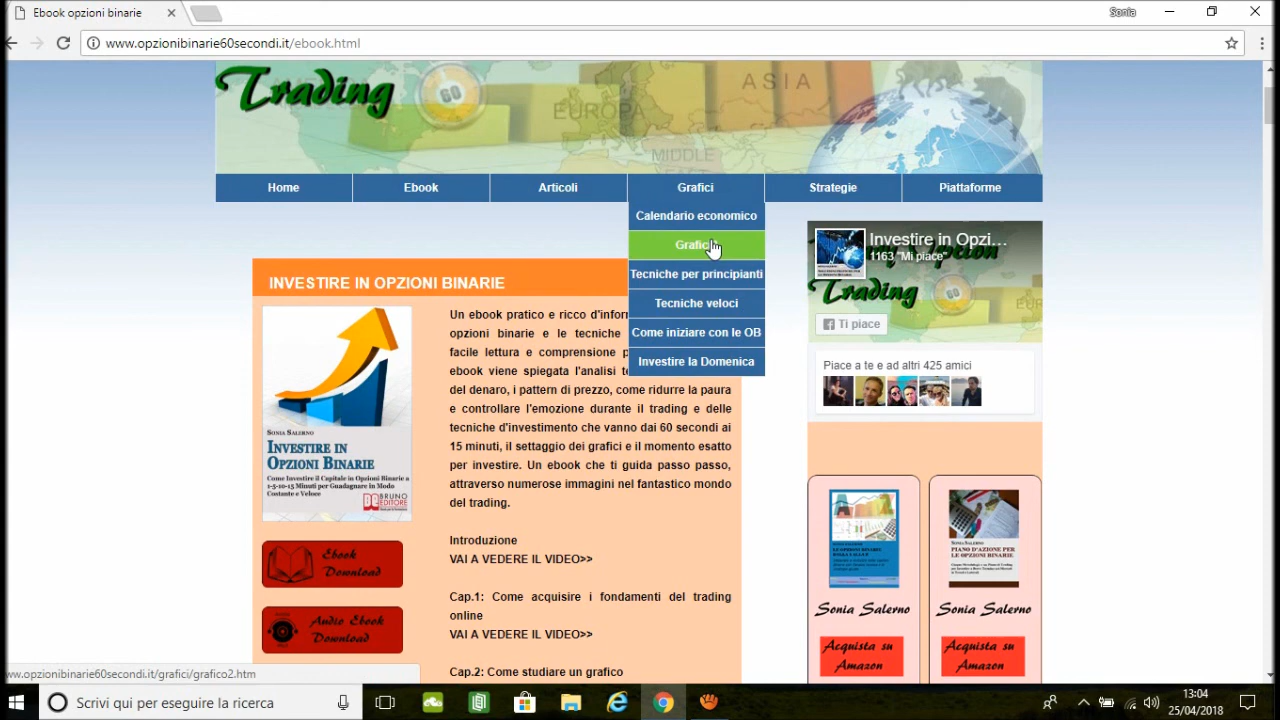 Ebook opzioni binarie
Sonia
www.opzionibinarie60secondi.it/ebook.html
Trading
60
ASIA
EUROPA
MIDDLE
EAST
Home
Ebook
Articoli
Grafici
Strategie
Piattaforme
Calendario economico
Grafici
Tecniche per principianti
Tecniche veloci
Come iniziare con le OB
Investire la Domenica
INVESTIRE IN OPZIONI BINARIE
Sonia Salerno
Investire in
Opzioni Binarie
Come Investire il Capitale in Opzioni Binarie a
1-5-10-15 Minuti per Guadagnare in Modo
Costante e Veloce
BRUNO
EDITORE
Ebook
Download
Audio Ebook
Download
Un ebook pratico e ricco d'infor
opzioni binarie e le tecniche
facile lettura e comprensione p
ebook viene spiegata l'analisi te
del denaro, i pattern di prezzo, come ridurre la paura
e controllare l'emozione durante il trading e delle
tecniche d'investimento che vanno dai 60 secondi ai
15 minuti, il settaggio dei grafici e il momento esatto
per investire. Un ebook che ti guida passo passo,
attraverso numerose immagini nel fantastico mondo
del trading.
Introduzione
VAI A VEDERE IL VIDEO>>
Cap.1: Come acquisire i fondamenti del trading
online
VAI A VEDERE IL VIDEO>>
Cap.2: Come studiare un grafico
Investire in Opzi...
1163 "Mi piace"
Option
Trading
Ti piace
Piace a te e ad altri 425 amici
Sonia Salerno
Acquista su
Amazon
PIANO D'AZIONE PER
LE OPZIONI BINARIE
Sonia Salerno
Acquista su
Amazon
ww.opzionibinarie60secondi.it/grafici/grafico2.htm
Scrivi qui per eseguire la ricerca
13:04
25/04/2018